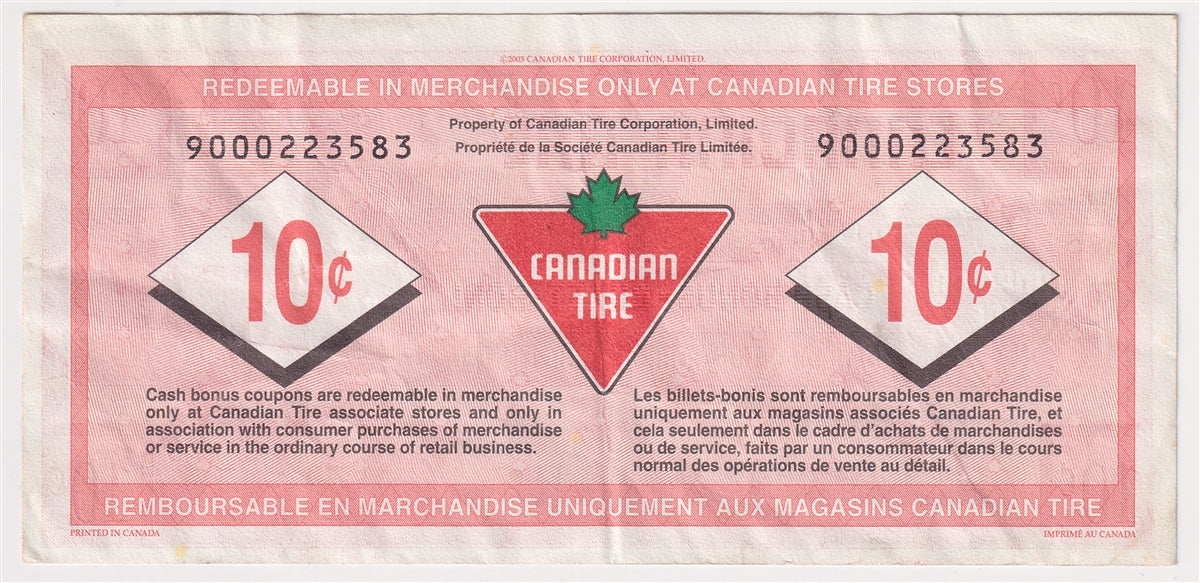 ©2003 CANADIAN TIRE CORPORATION, LIMITED.
REDEEMABLE IN MERCHANDISE ONLY AT CANADIAN TIRE STORES
Property of Canadian Tire Corporation, Limited.
Propriété de la Société Canadian Tire Limitée.
9000223583
9000223583
10¢
CANADIAN
TIRE
10¢
Cash bonus coupons are redeemable in merchandise
only at Canadian Tire associate stores and only in
association with consumer purchases of merchandise
or service in the ordinary course of retail business.
Les billets-bonis sont remboursables en marchandise
uniquement aux magasins associés Canadian Tire, et
cela seulement dans le cadre d'achats de marchandises
ou de service, faits par un consommateur dans le cours
normal des opérations de vente au détail.
REMBOURSABLE EN MARCHANDISE UNIQUEMENT AUX MAGASINS CANADIAN TIRE
PRINTED IN CANADA
IMPRIMÉ AU CANADA